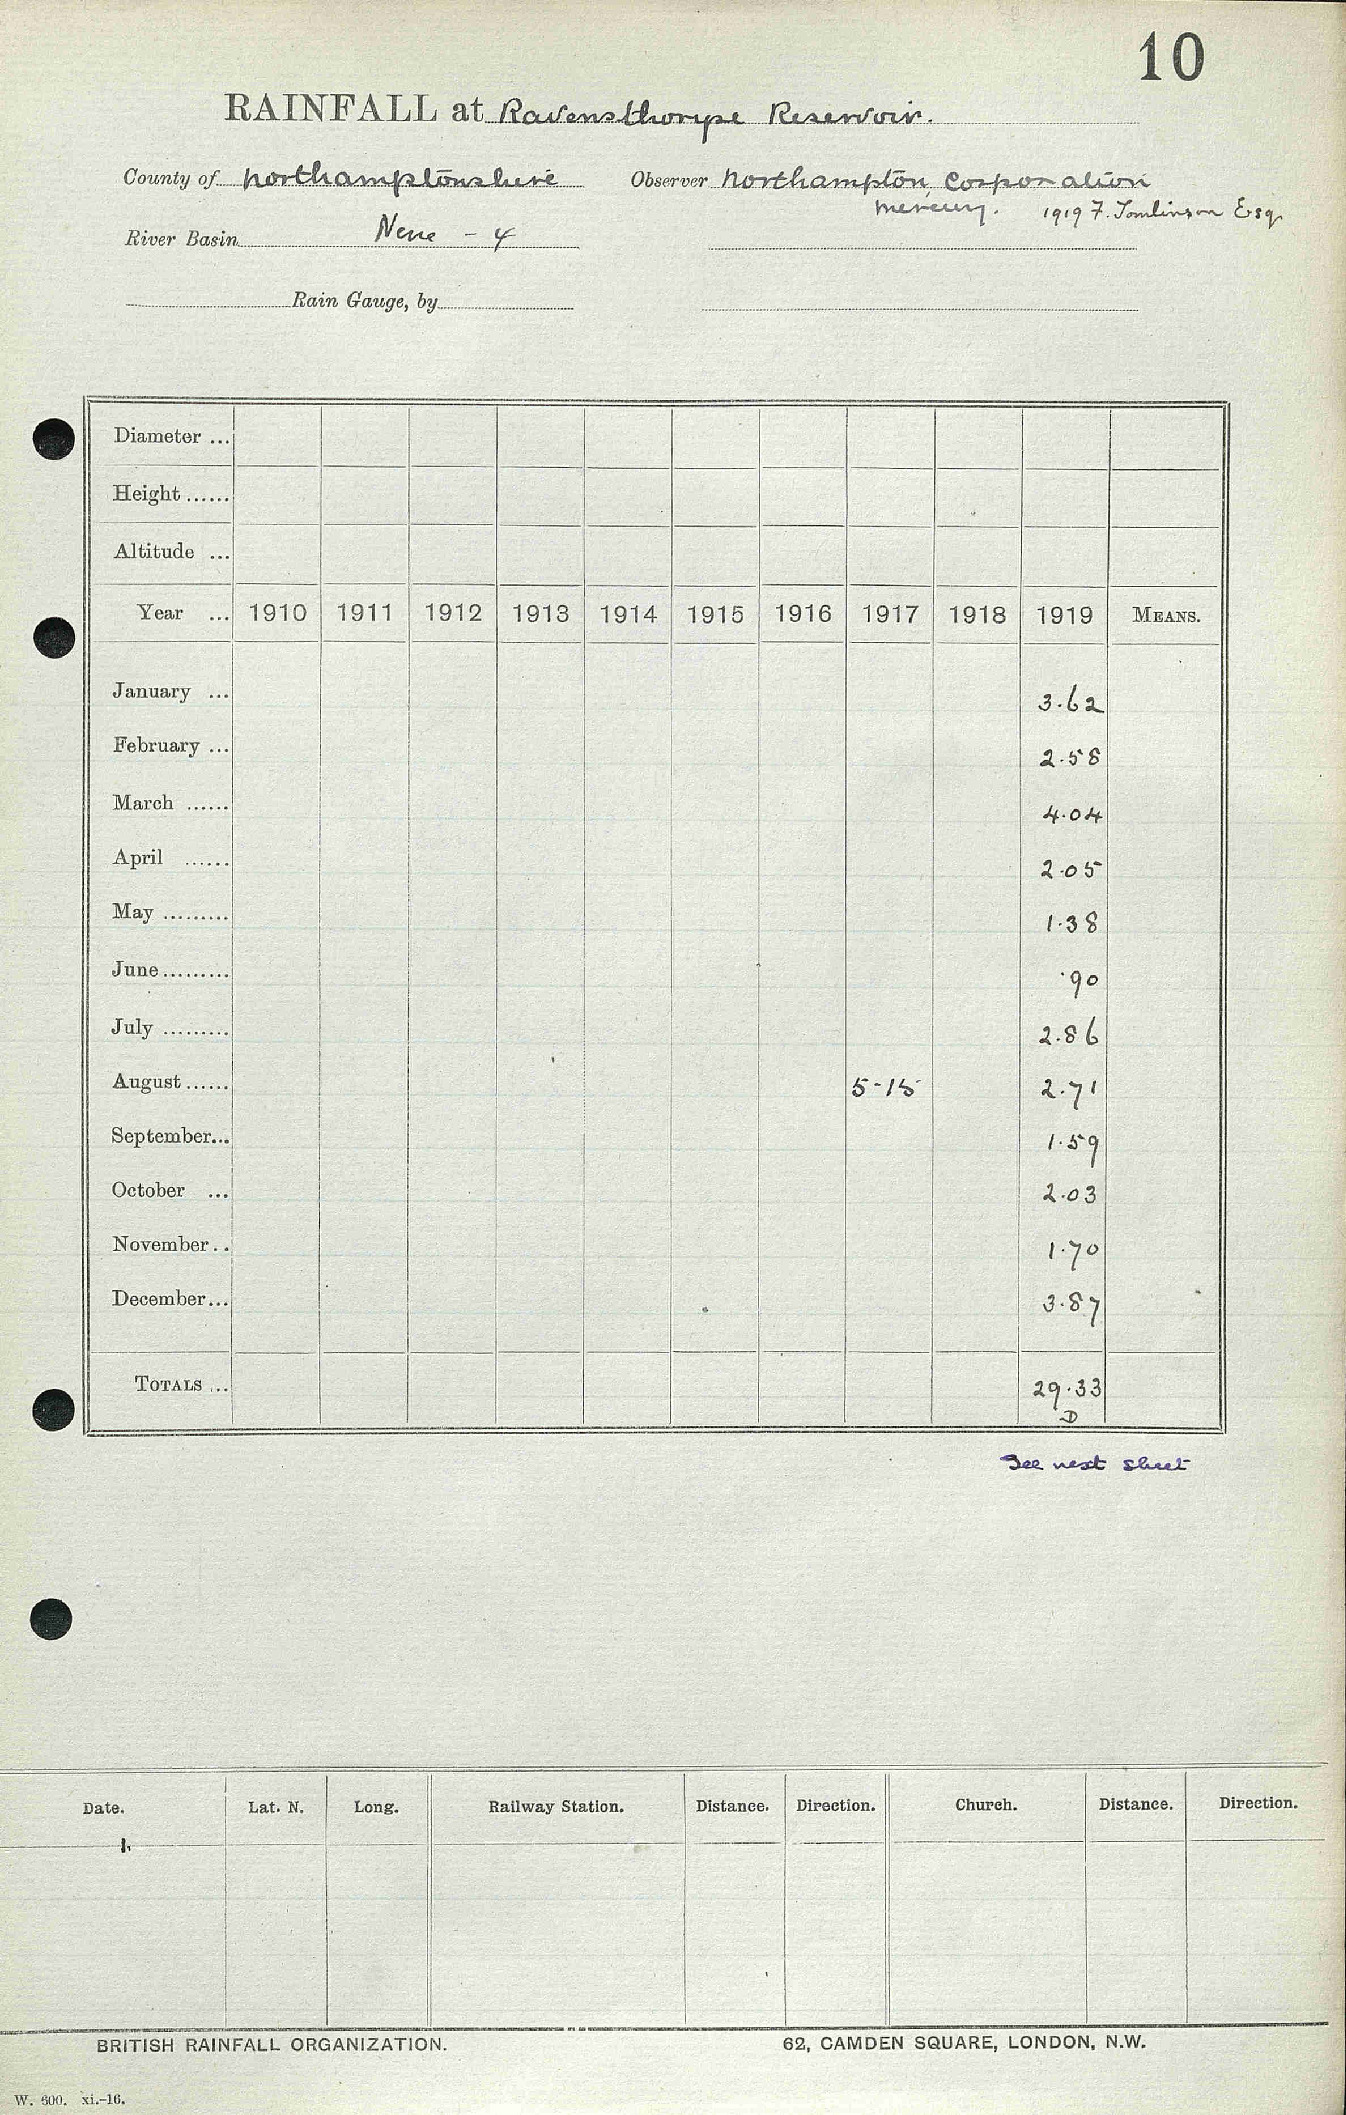 10
RAINFALL at Ravensthorpe Reservoir.
County of Northamptonshire Observer Northampton Corporation
Mercury. 1919 F. Tomlinson Esq.
River Basin Nene - 4
Rain Gauge, by
Diameter ...
Height ......
Altitude ...
Year ... 1910 1911 1912 1913 1914 1915 1916 1917 1918 1919 MEANS.
January ... 3.62
February ... 2.58
March ...... 4.04
April ...... 2.05
May ......... 1.38
June ......... .90
July ......... 2.86
August ...... 5.15 2.71
September... 1.59
October ... 2.03
November.. 1.70
December... 3.87
TOTALS ... 29.33
D
See next sheet
Date. Lat. N. Long. Railway Station. Distance. Direction. Church. Distance. Direction.
BRITISH RAINFALL ORGANIZATION. 62, CAMDEN SQUARE, LONDON, N.W.
W. 600. xi.-16.